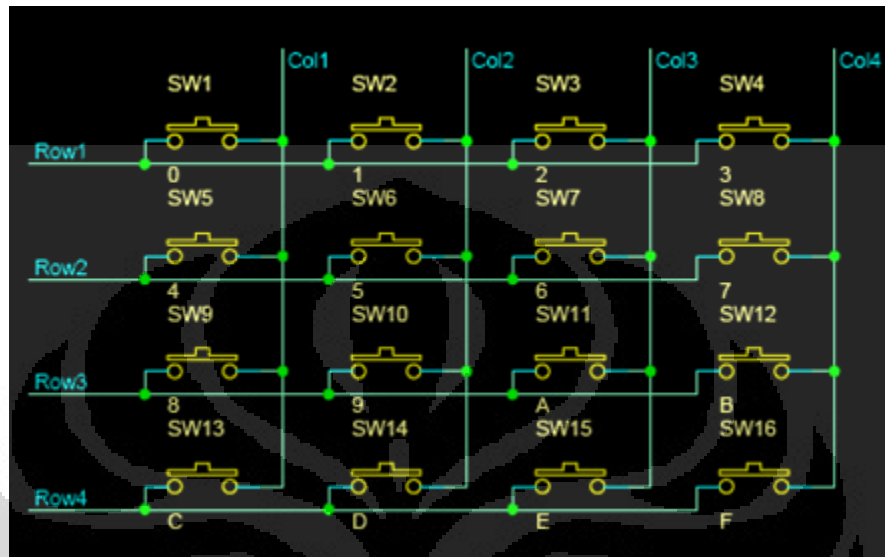 Col1 Col2 Col3 Col4
SW1 SW2 SW3 SW4
Row1
0 1 2 3
SW5 SW6 SW7 SW8
Row2
4 5 6 7
SW9 SW10 SW11 SW12
Row3
8 9 A B
SW13 SW14 SW15 SW16
Row4
C D E F